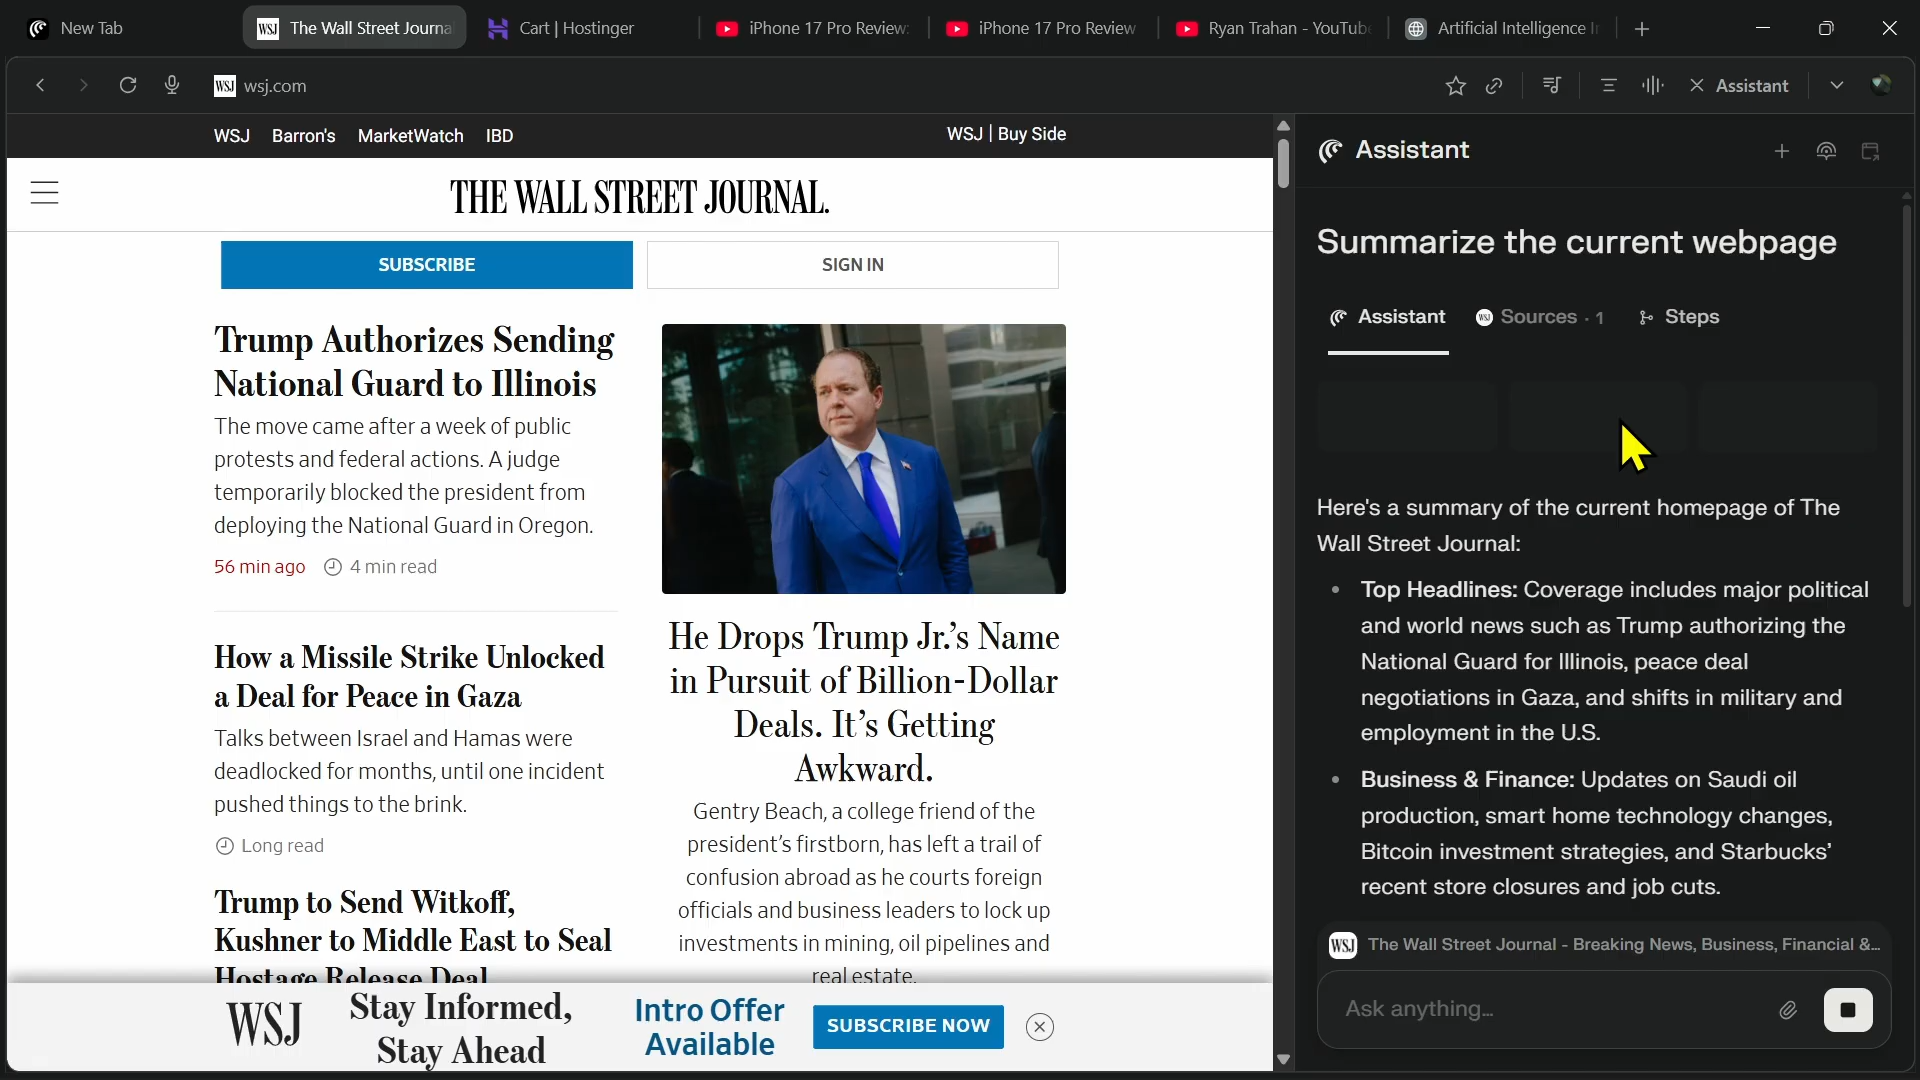 New Tab
WSJ The Wall Street Journa
Cart | Hostinger
iPhone 17 Pro Review:
iPhone 17 Pro Review
Ryan Trahan - YouTub
Artificial Intelligence
WSJ wsj.com
Assistant
WSJ Barron's MarketWatch IBD
WSJ | Buy Side
THE WALL STREET JOURNAL.
SUBSCRIBE
SIGN IN
Trump Authorizes Sending
National Guard to Illinois
The move came after a week of public
protests and federal actions. A judge
temporarily blocked the president from
deploying the National Guard in Oregon.
56 min ago 4 min read
How a Missile Strike Unlocked
a Deal for Peace in Gaza
Talks between Israel and Hamas were
deadlocked for months, until one incident
pushed things to the brink.
Long read
Trump to Send Witkoff,
Kushner to Middle East to Seal
Hostage Release Deal
He Drops Trump Jr.’s Name
in Pursuit of Billion-Dollar
Deals. It’s Getting
Awkward.
Gentry Beach, a college friend of the
president’s firstborn, has left a trail of
confusion abroad as he courts foreign
officials and business leaders to lock up
investments in mining, oil pipelines and
real estate.
WSJ
Stay Informed,
Stay Ahead
Intro Offer
Available
SUBSCRIBE NOW
Assistant
Summarize the current webpage
Assistant
WSJ Sources · 1
Steps
Here's a summary of the current homepage of The
Wall Street Journal:
• Top Headlines: Coverage includes major political
and world news such as Trump authorizing the
National Guard for Illinois, peace deal
negotiations in Gaza, and shifts in military and
employment in the U.S.
• Business & Finance: Updates on Saudi oil
production, smart home technology changes,
Bitcoin investment strategies, and Starbucks’
recent store closures and job cuts.
WSJ The Wall Street Journal - Breaking News, Business, Financial &...
Ask anything...